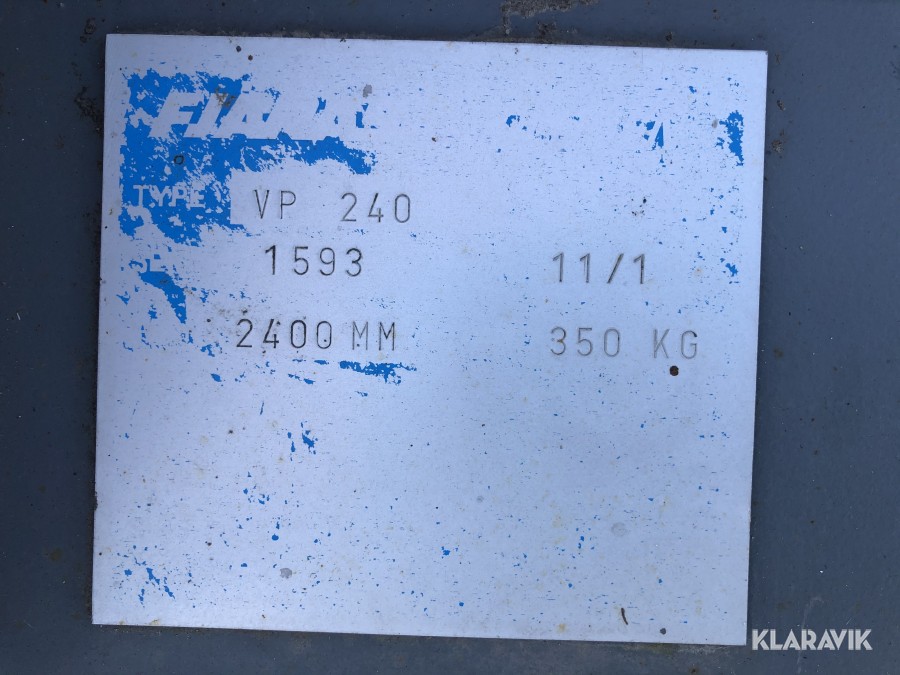 TYPE VP 240
1593 11/1
2400 MM 350 KG
KLARAVIK